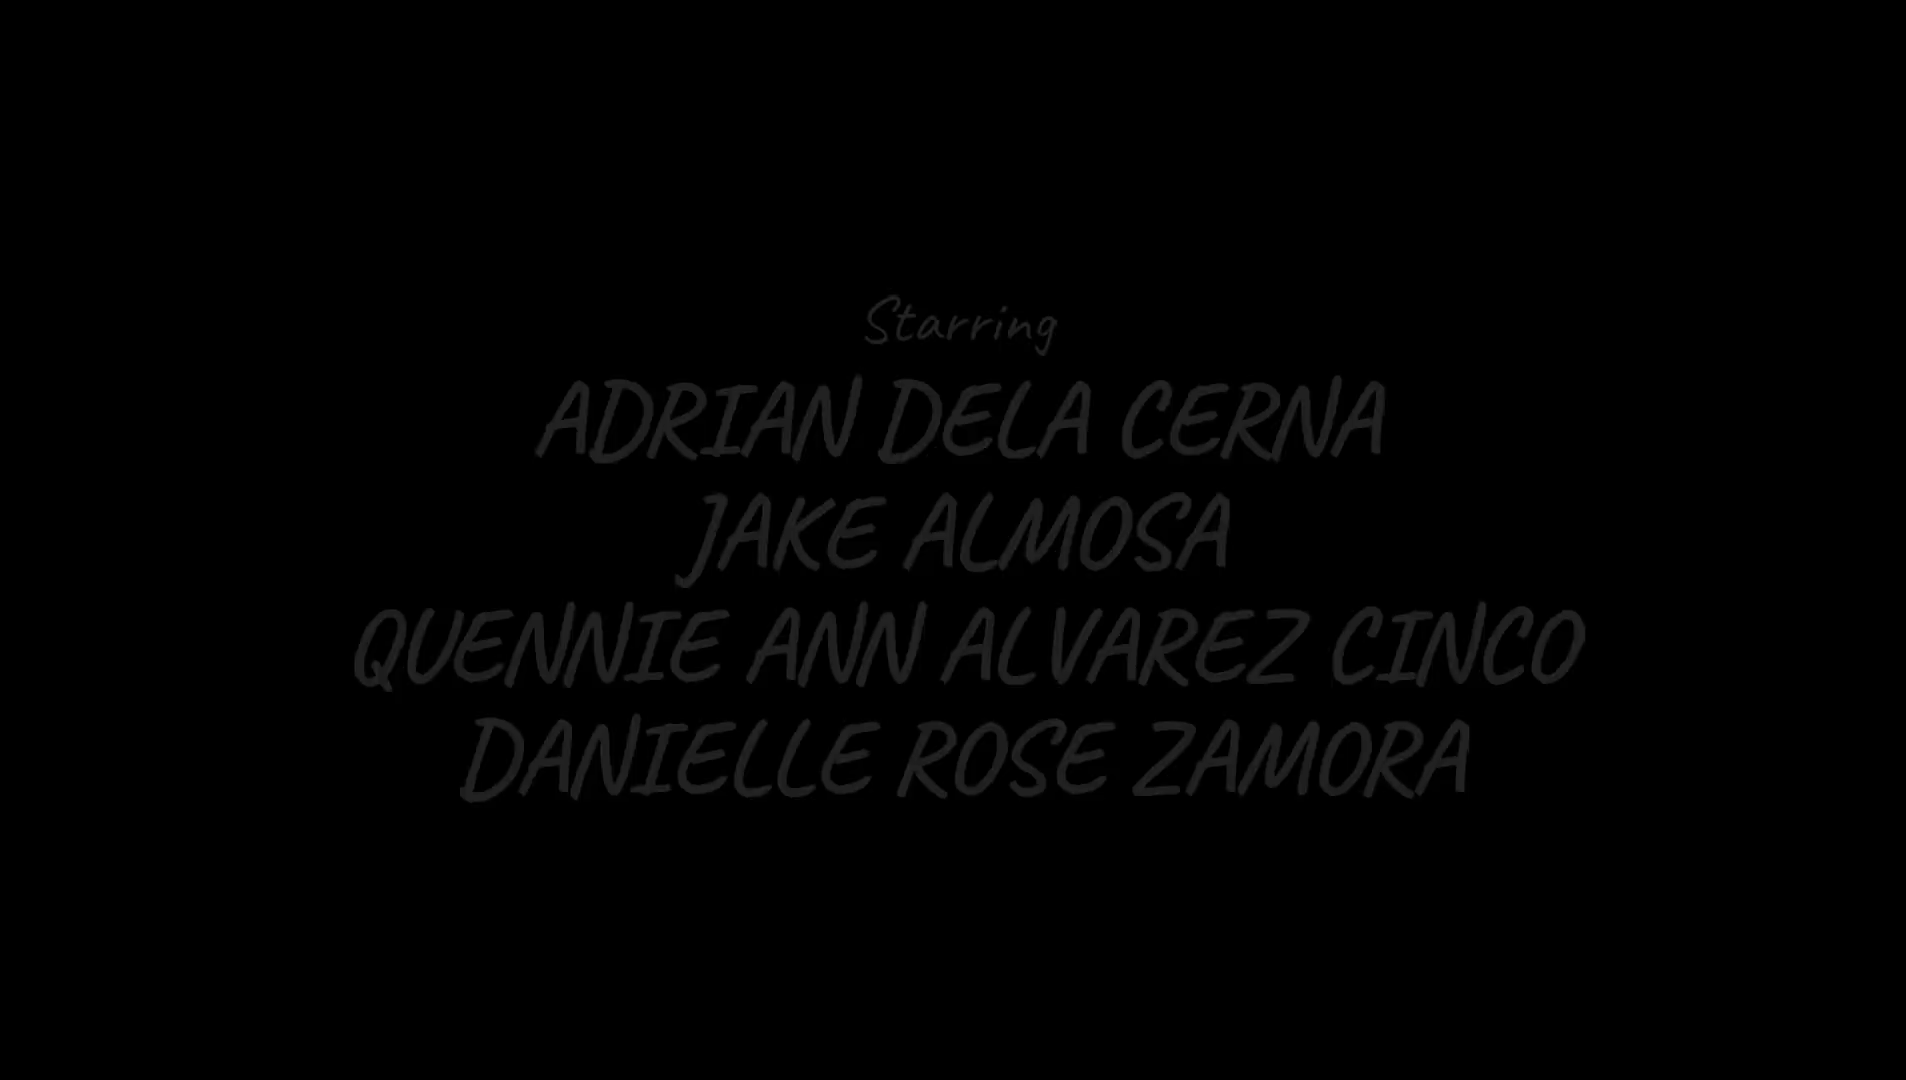 Starring
ADRIAN DELA CERNA
JAKE ALMOSA
QUENNIE ANN ALVAREZ CINCO
DANIELLE ROSE ZAMORA